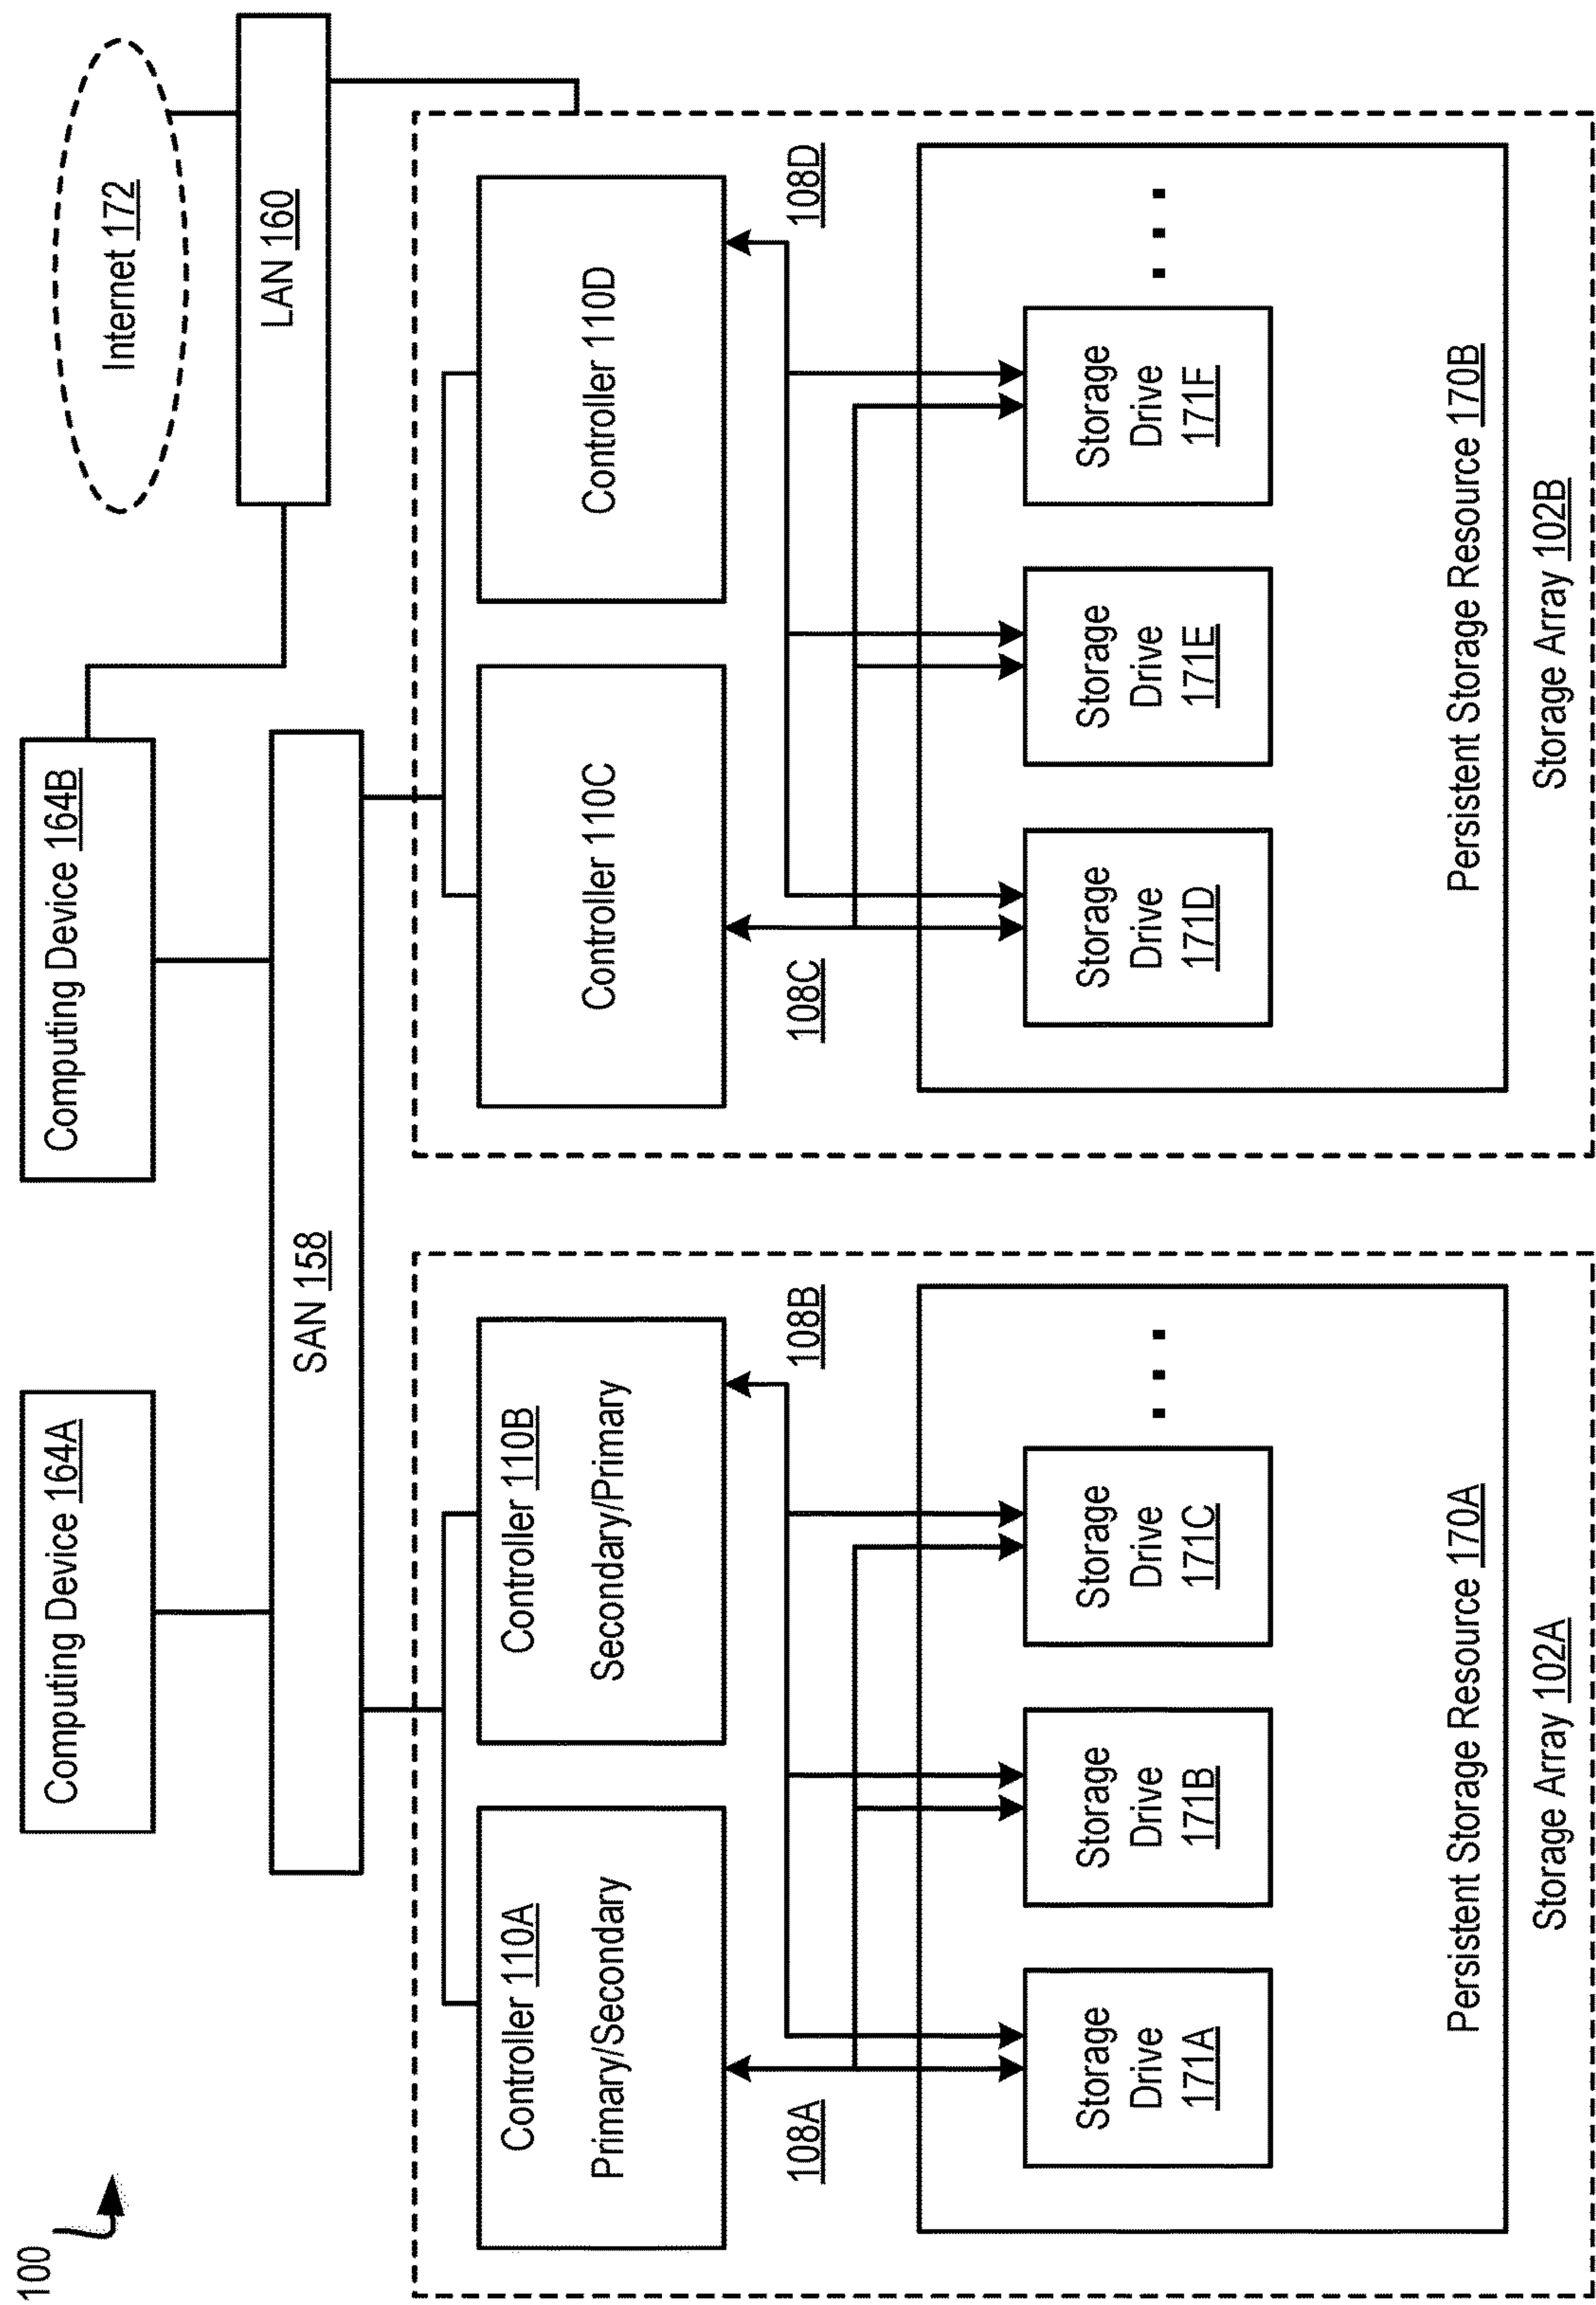 100
Computing Device 164A
Computing Device 164B
Internet 172
SAN 158
LAN 160
Controller 110A
Primary/Secondary
Controller 110B
Secondary/Primary
Controller 110C
Controller 110D
108A
108B
108C
108D
Storage
Drive
171A
Storage
Drive
171B
Storage
Drive
171C
Storage
Drive
171D
Storage
Drive
171E
Storage
Drive
171F
Persistent Storage Resource 170A
Persistent Storage Resource 170B
Storage Array 102A
Storage Array 102B